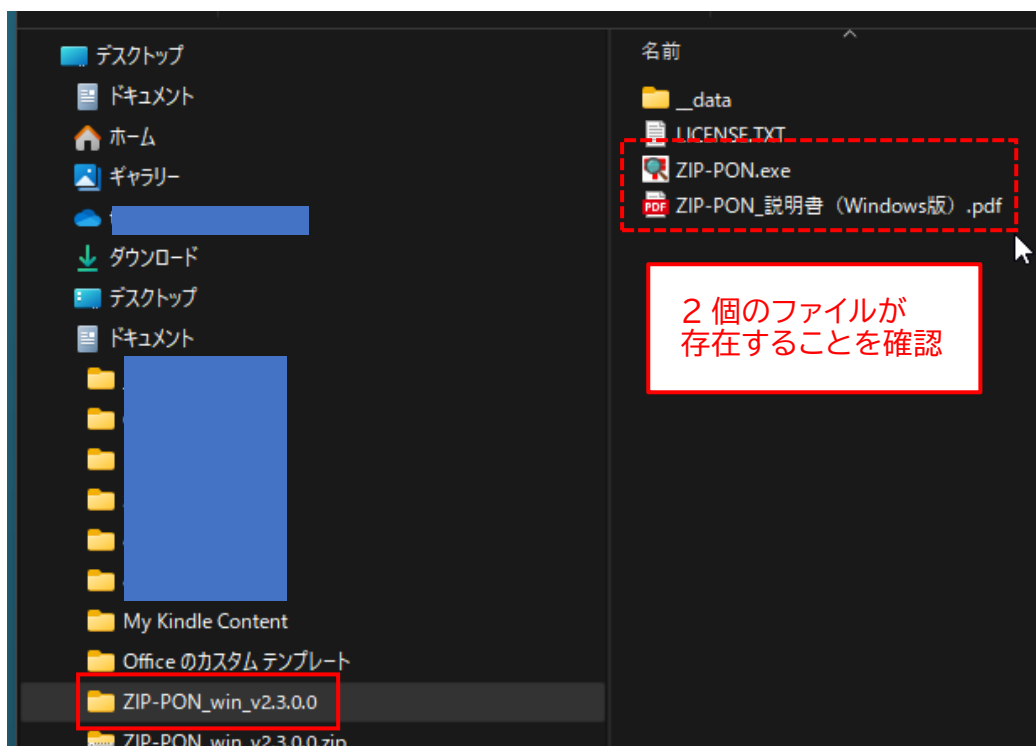 デスクトップ
ドキュメント
ホーム
ギャラリー
ダウンロード
デスクトップ
ドキュメント
My Kindle Content
Office のカスタム テンプレート
ZIP-PON_win_v2.3.0.0
ZIP-PON_win_v2.3.0.0.zip
名前
__data
LICENSE.TXT
ZIP-PON.exe
PDF ZIP-PON_説明書（Windows版）.pdf
2 個のファイルが
存在することを確認